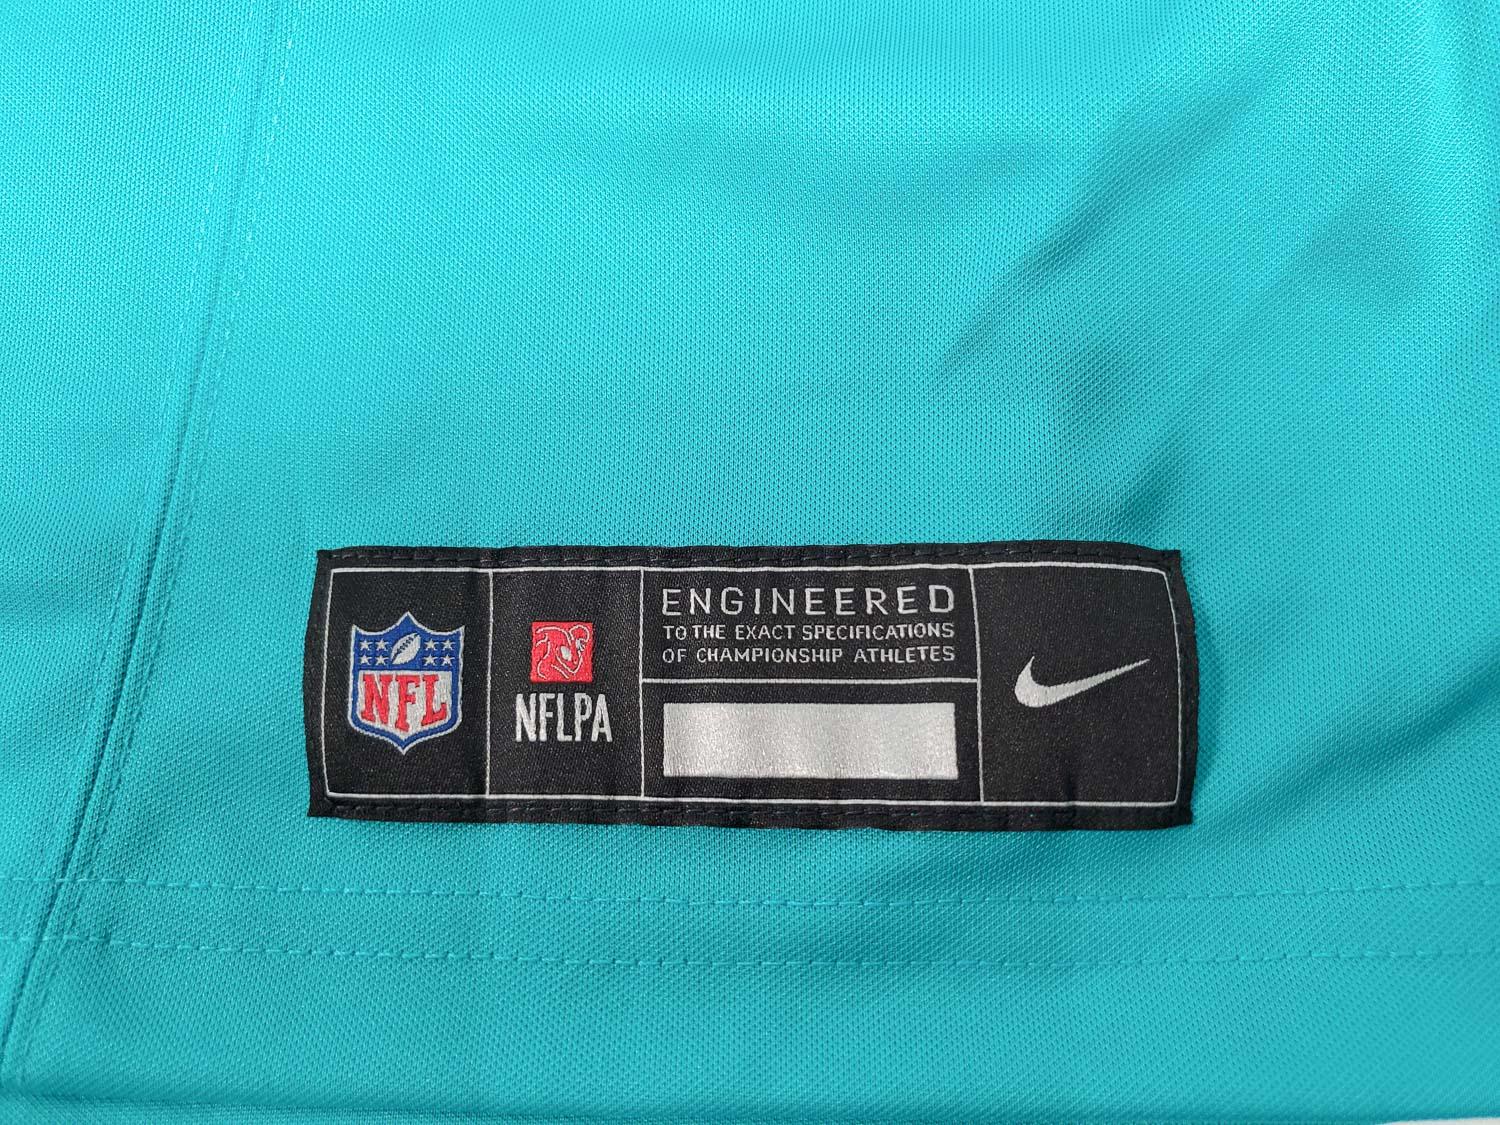 NFL
NFLPA
ENGINEERED
TO THE EXACT SPECIFICATIONS
OF CHAMPIONSHIP ATHLETES